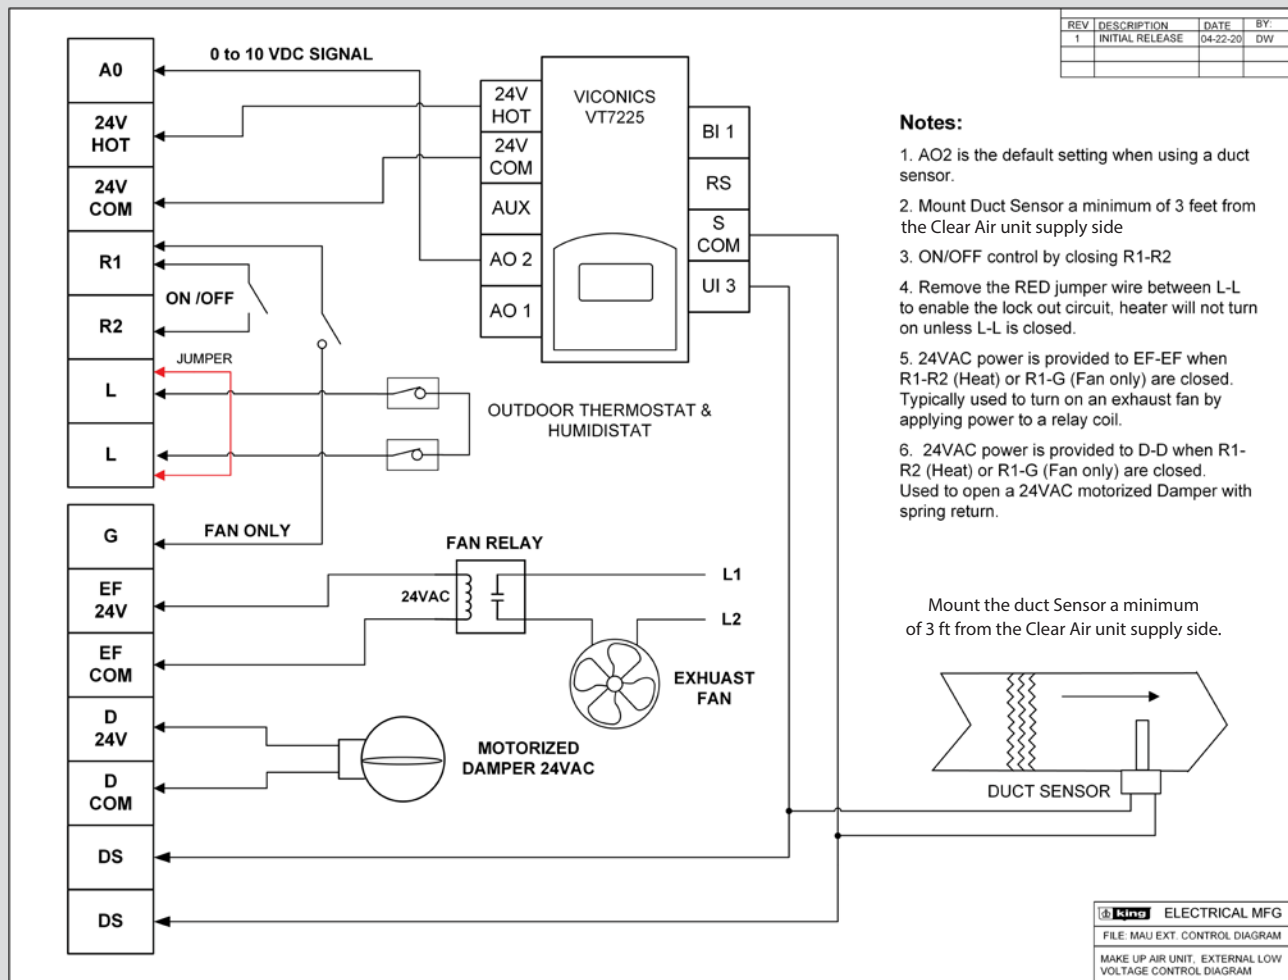 REV DESCRIPTION DATE BY:
1 INITIAL RELEASE 04-22-20 DW
A0
24V
HOT
24V
COM
R1
R2
L
L
G
EF
24V
EF
COM
D
24V
D
COM
DS
DS
0 to 10 VDC SIGNAL
ON /OFF
JUMPER
FAN ONLY
24V
HOT
24V
COM
AUX
AO 2
AO 1
VICONICS
VT7225
BI 1
RS
S
COM
UI 3
OUTDOOR THERMOSTAT &
HUMIDISTAT
FAN RELAY
24VAC
L1
L2
EXHUAST
FAN
MOTORIZED
DAMPER 24VAC
Notes:
1. AO2 is the default setting when using a duct
sensor.
2. Mount Duct Sensor a minimum of 3 feet from
the Clear Air unit supply side
3. ON/OFF control by closing R1-R2
4. Remove the RED jumper wire between L-L
to enable the lock out circuit, heater will not turn
on unless L-L is closed.
5. 24VAC power is provided to EF-EF when
R1-R2 (Heat) or R1-G (Fan only) are closed.
Typically used to turn on an exhaust fan by
applying power to a relay coil.
6. 24VAC power is provided to D-D when R1-
R2 (Heat) or R1-G (Fan only) are closed.
Used to open a 24VAC motorized Damper with
spring return.
Mount the duct Sensor a minimum
of 3 ft from the Clear Air unit supply side.
DUCT SENSOR
king ELECTRICAL MFG
FILE: MAU EXT. CONTROL DIAGRAM
MAKE UP AIR UNIT, EXTERNAL LOW
VOLTAGE CONTROL DIAGRAM